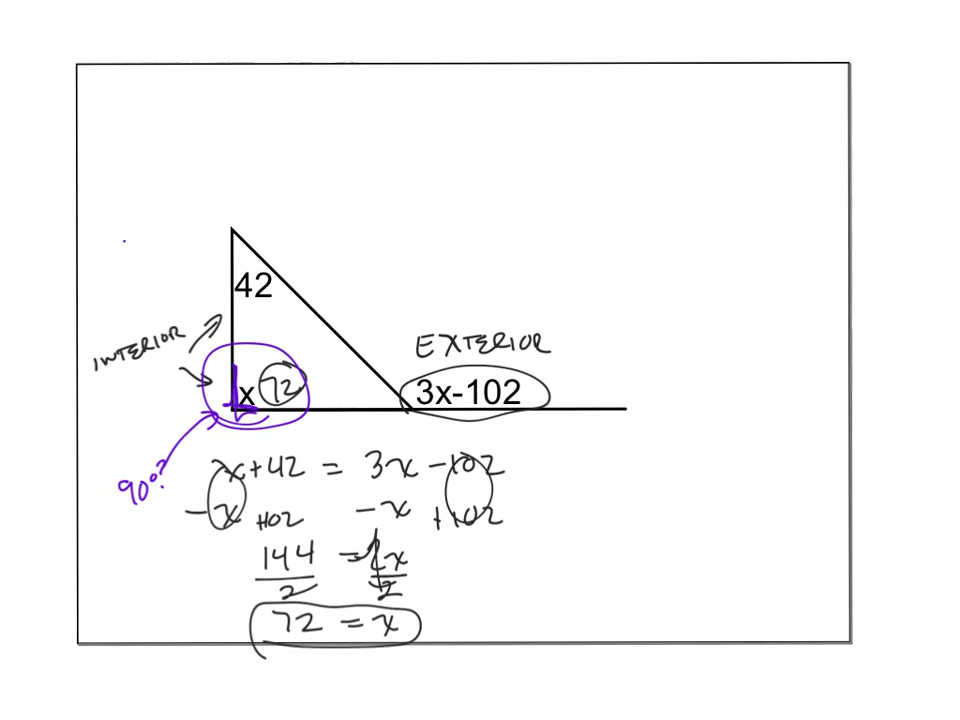 42
INTERIOR
EXTERIOR
x 72 3x-102
90°?
x+42 = 3x-102
-x +102 -x +102
144 = 2x
2 2
72 = x